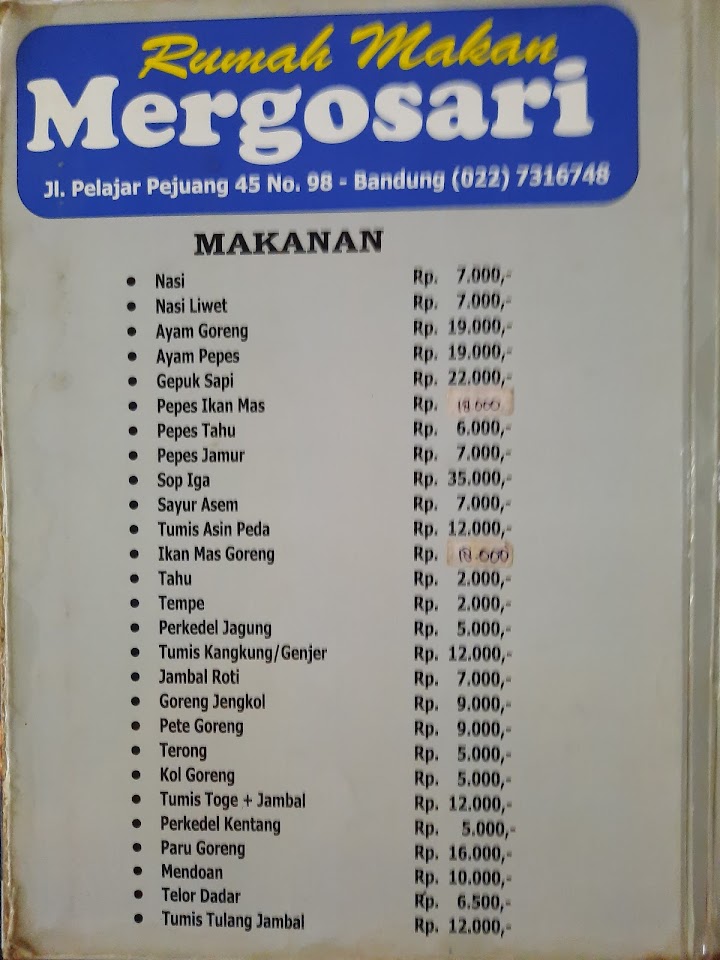 Rumah Makan
Mergosari
Jl. Pelajar Pejuang 45 No. 98 - Bandung (022) 7316748
MAKANAN
• Nasi Rp. 7.000,-
• Nasi Liwet Rp. 7.000,-
• Ayam Goreng Rp. 19.000,-
• Ayam Pepes Rp. 19.000,-
• Gepuk Sapi Rp. 22.000,-
• Pepes Ikan Mas Rp. 18.000
• Pepes Tahu Rp. 6.000,-
• Pepes Jamur Rp. 7.000,-
• Sop Iga Rp. 35.000,-
• Sayur Asem Rp. 7.000,-
• Tumis Asin Peda Rp. 12.000,-
• Ikan Mas Goreng Rp. 18.000
• Tahu Rp. 2.000,-
• Tempe Rp. 2.000,-
• Perkedel Jagung Rp. 5.000,-
• Tumis Kangkung/Genjer Rp. 12.000,-
• Jambal Roti Rp. 7.000,-
• Goreng Jengkol Rp. 9.000,-
• Pete Goreng Rp. 9.000,-
• Terong Rp. 5.000,-
• Kol Goreng Rp. 5.000,-
• Tumis Toge + Jambal Rp. 12.000,-
• Perkedel Kentang Rp. 5.000,-
• Paru Goreng Rp. 16.000,-
• Mendoan Rp. 10.000,-
• Telor Dadar Rp. 6.500,-
• Tumis Tulang Jambal Rp. 12.000,-